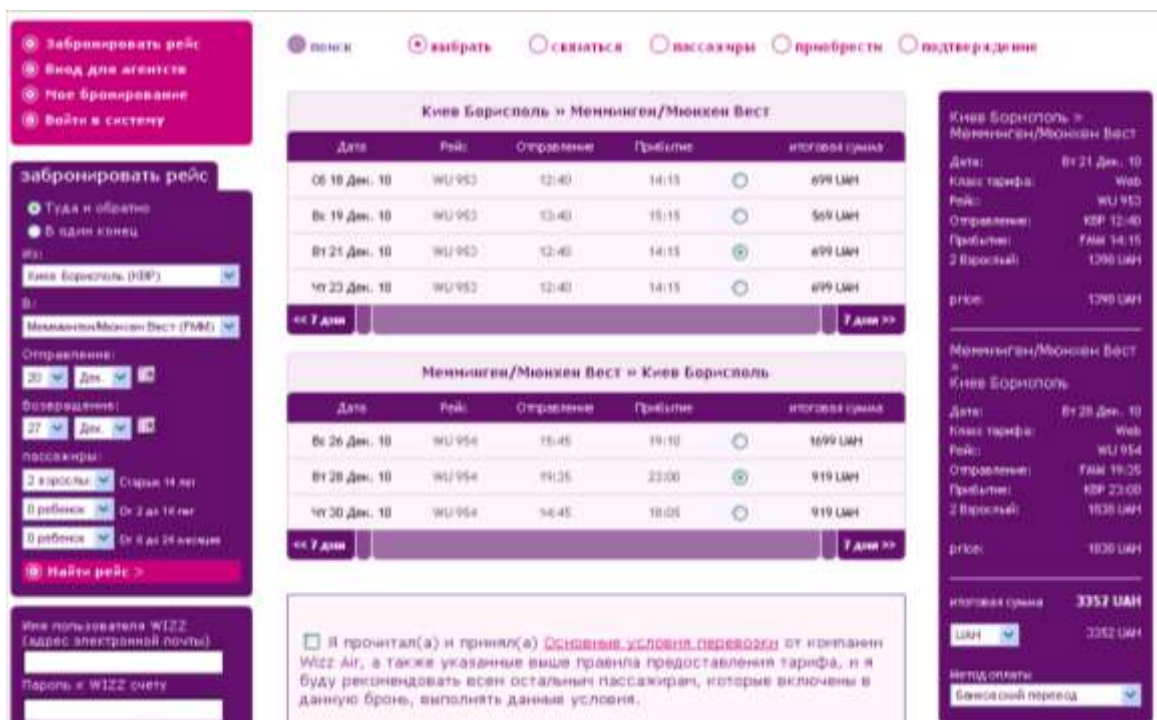 Забронировать рейс
Вход для агентств
Мое бронирование
Войти в систему
забронировать рейс
Туда и обратно
В один конец
Из:
Киев Борисполь (KBP)
В:
Мемминген/Мюнхен Вест (FMM)
Отправление:
20 Дек.
Возвращение:
27 Дек.
пассажиры:
2 взрослы Старше 14 лет
0 ребенок От 2 до 14 лет
0 ребенок
Найти рейс >
Имя пользователя WIZZ
(адрес электронной почты)
Пароль к WIZZ счету
поиск выбрать связаться пассажиры приобрести подтверждение
Киев Борисполь » Мемминген/Мюнхен Вест
Дата Рейс Отправление Прибытие итоговая сумма
Сб 18 Дек. 10 WU 953 12:40 14:15 699 UAH
Вс 19 Дек. 10 WU 953 13:40 15:15 569 UAH
Вт 21 Дек. 10 WU 953 12:40 14:15 699 UAH
Чт 23 Дек. 10 WU 953 12:40 14:15 699 UAH
<< 7 дни 7 дни >>
Мемминген/Мюнхен Вест » Киев Борисполь
Дата Рейс Отправление Прибытие итоговая сумма
Вс 26 Дек. 10 WU 954 15:45 19:10 1699 UAH
Вт 28 Дек. 10 WU 954 19:35 23:00 919 UAH
Чт 30 Дек. 10 WU 954 14:45 18:05 919 UAH
<< 7 дни 7 дни >>
Я прочитал(а) и принял(а) Основные условия перевозки от компании
Wizz Air, а также указанные выше правила предоставления тарифа, и я
буду рекомендовать всем остальным пассажирам, которые включены в
данную бронь, выполнять данные условия.
Киев Борисполь »
Мемминген/Мюнхен Вест
Дата: Вт 21 Дек. 10
Класс тарифа: Web
Рейс: WU 953
Отправление: KBP 12:40
Прибытие: FMM 14:15
2 Взрослый: 1398 UAH
price: 1398 UAH
Мемминген/Мюнхен Вест
»
Киев Борисполь
Дата: Вт 28 Дек. 10
Класс тарифа: Web
Рейс: WU 954
Отправление: FMM 19:35
Прибытие: KBP 23:00
2 Взрослый: 1838 UAH
price: 1838 UAH
итоговая сумма 3352 UAH
UAH 3352 UAH
Метод оплаты
Банковский перевод